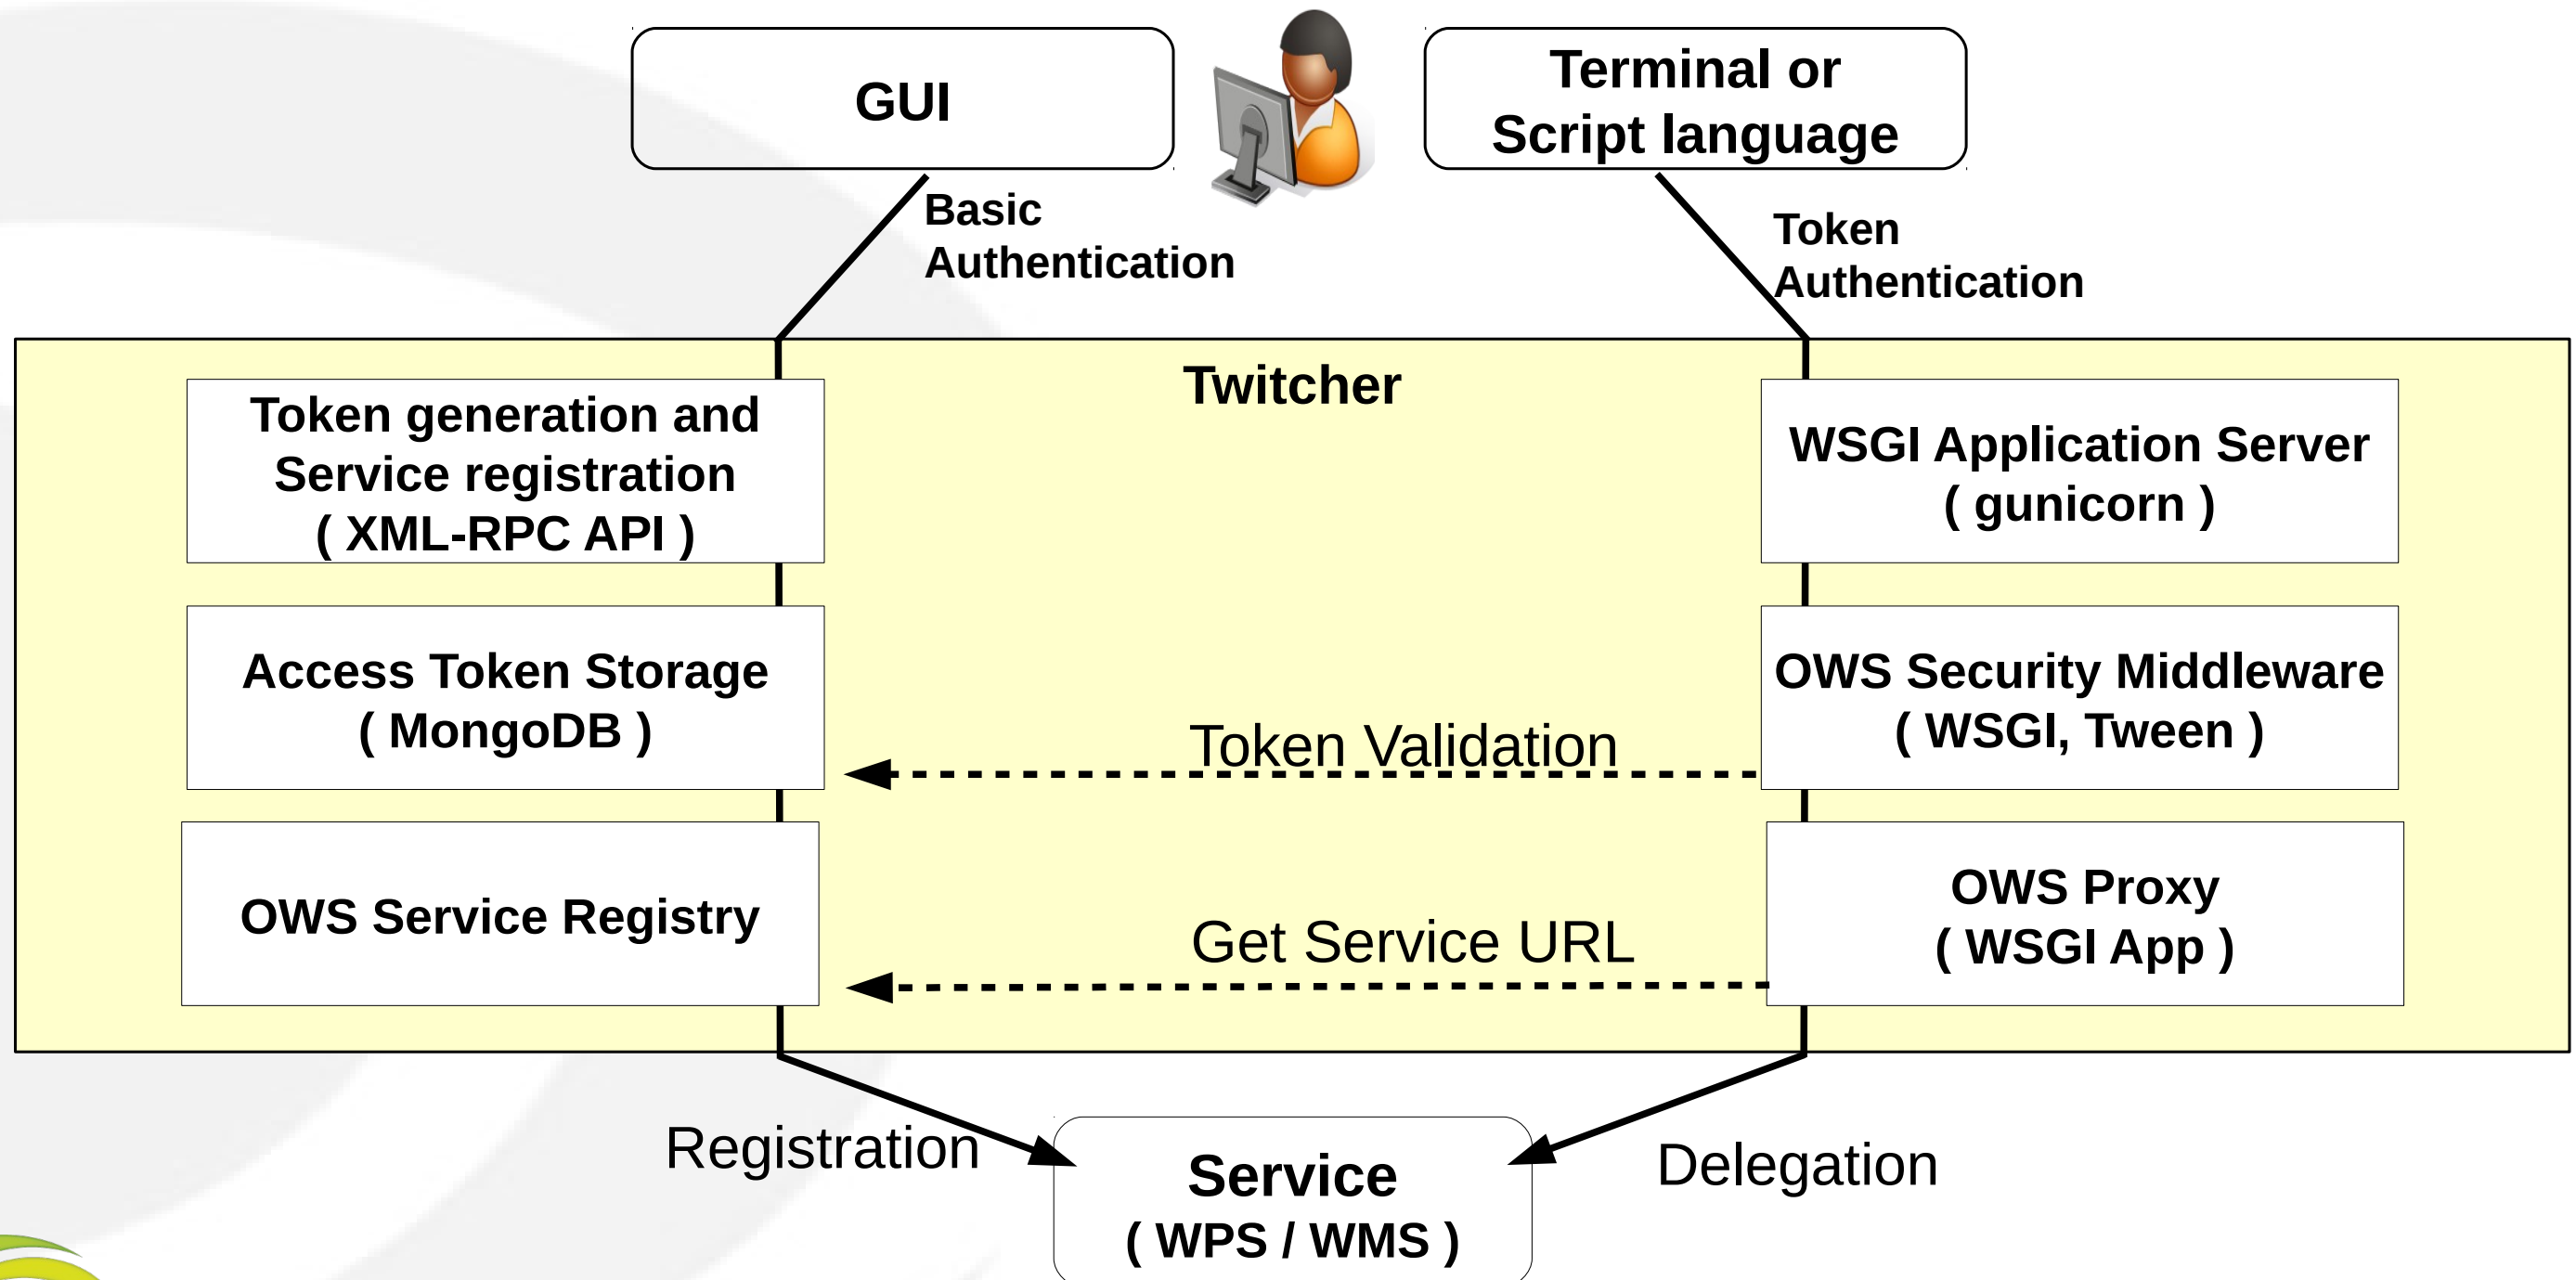 GUI
Terminal or
Script language
Basic
Authentication
Token
Authentication
Twitcher
Token generation and
Service registration
( XML-RPC API )
WSGI Application Server
( gunicorn )
Access Token Storage
( MongoDB )
Token Validation
OWS Security Middleware
( WSGI, Tween )
OWS Service Registry
Get Service URL
OWS Proxy
( WSGI App )
Registration
Delegation
Service
( WPS / WMS )